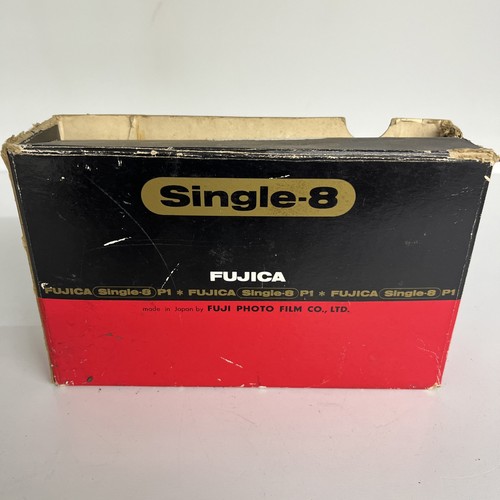 Single-8
FUJICA
FUJICA Single-8 P1 * FUJICA Single-8 P1 * FUJICA Single-8 P1
made in Japan by FUJI PHOTO FILM CO., LTD.